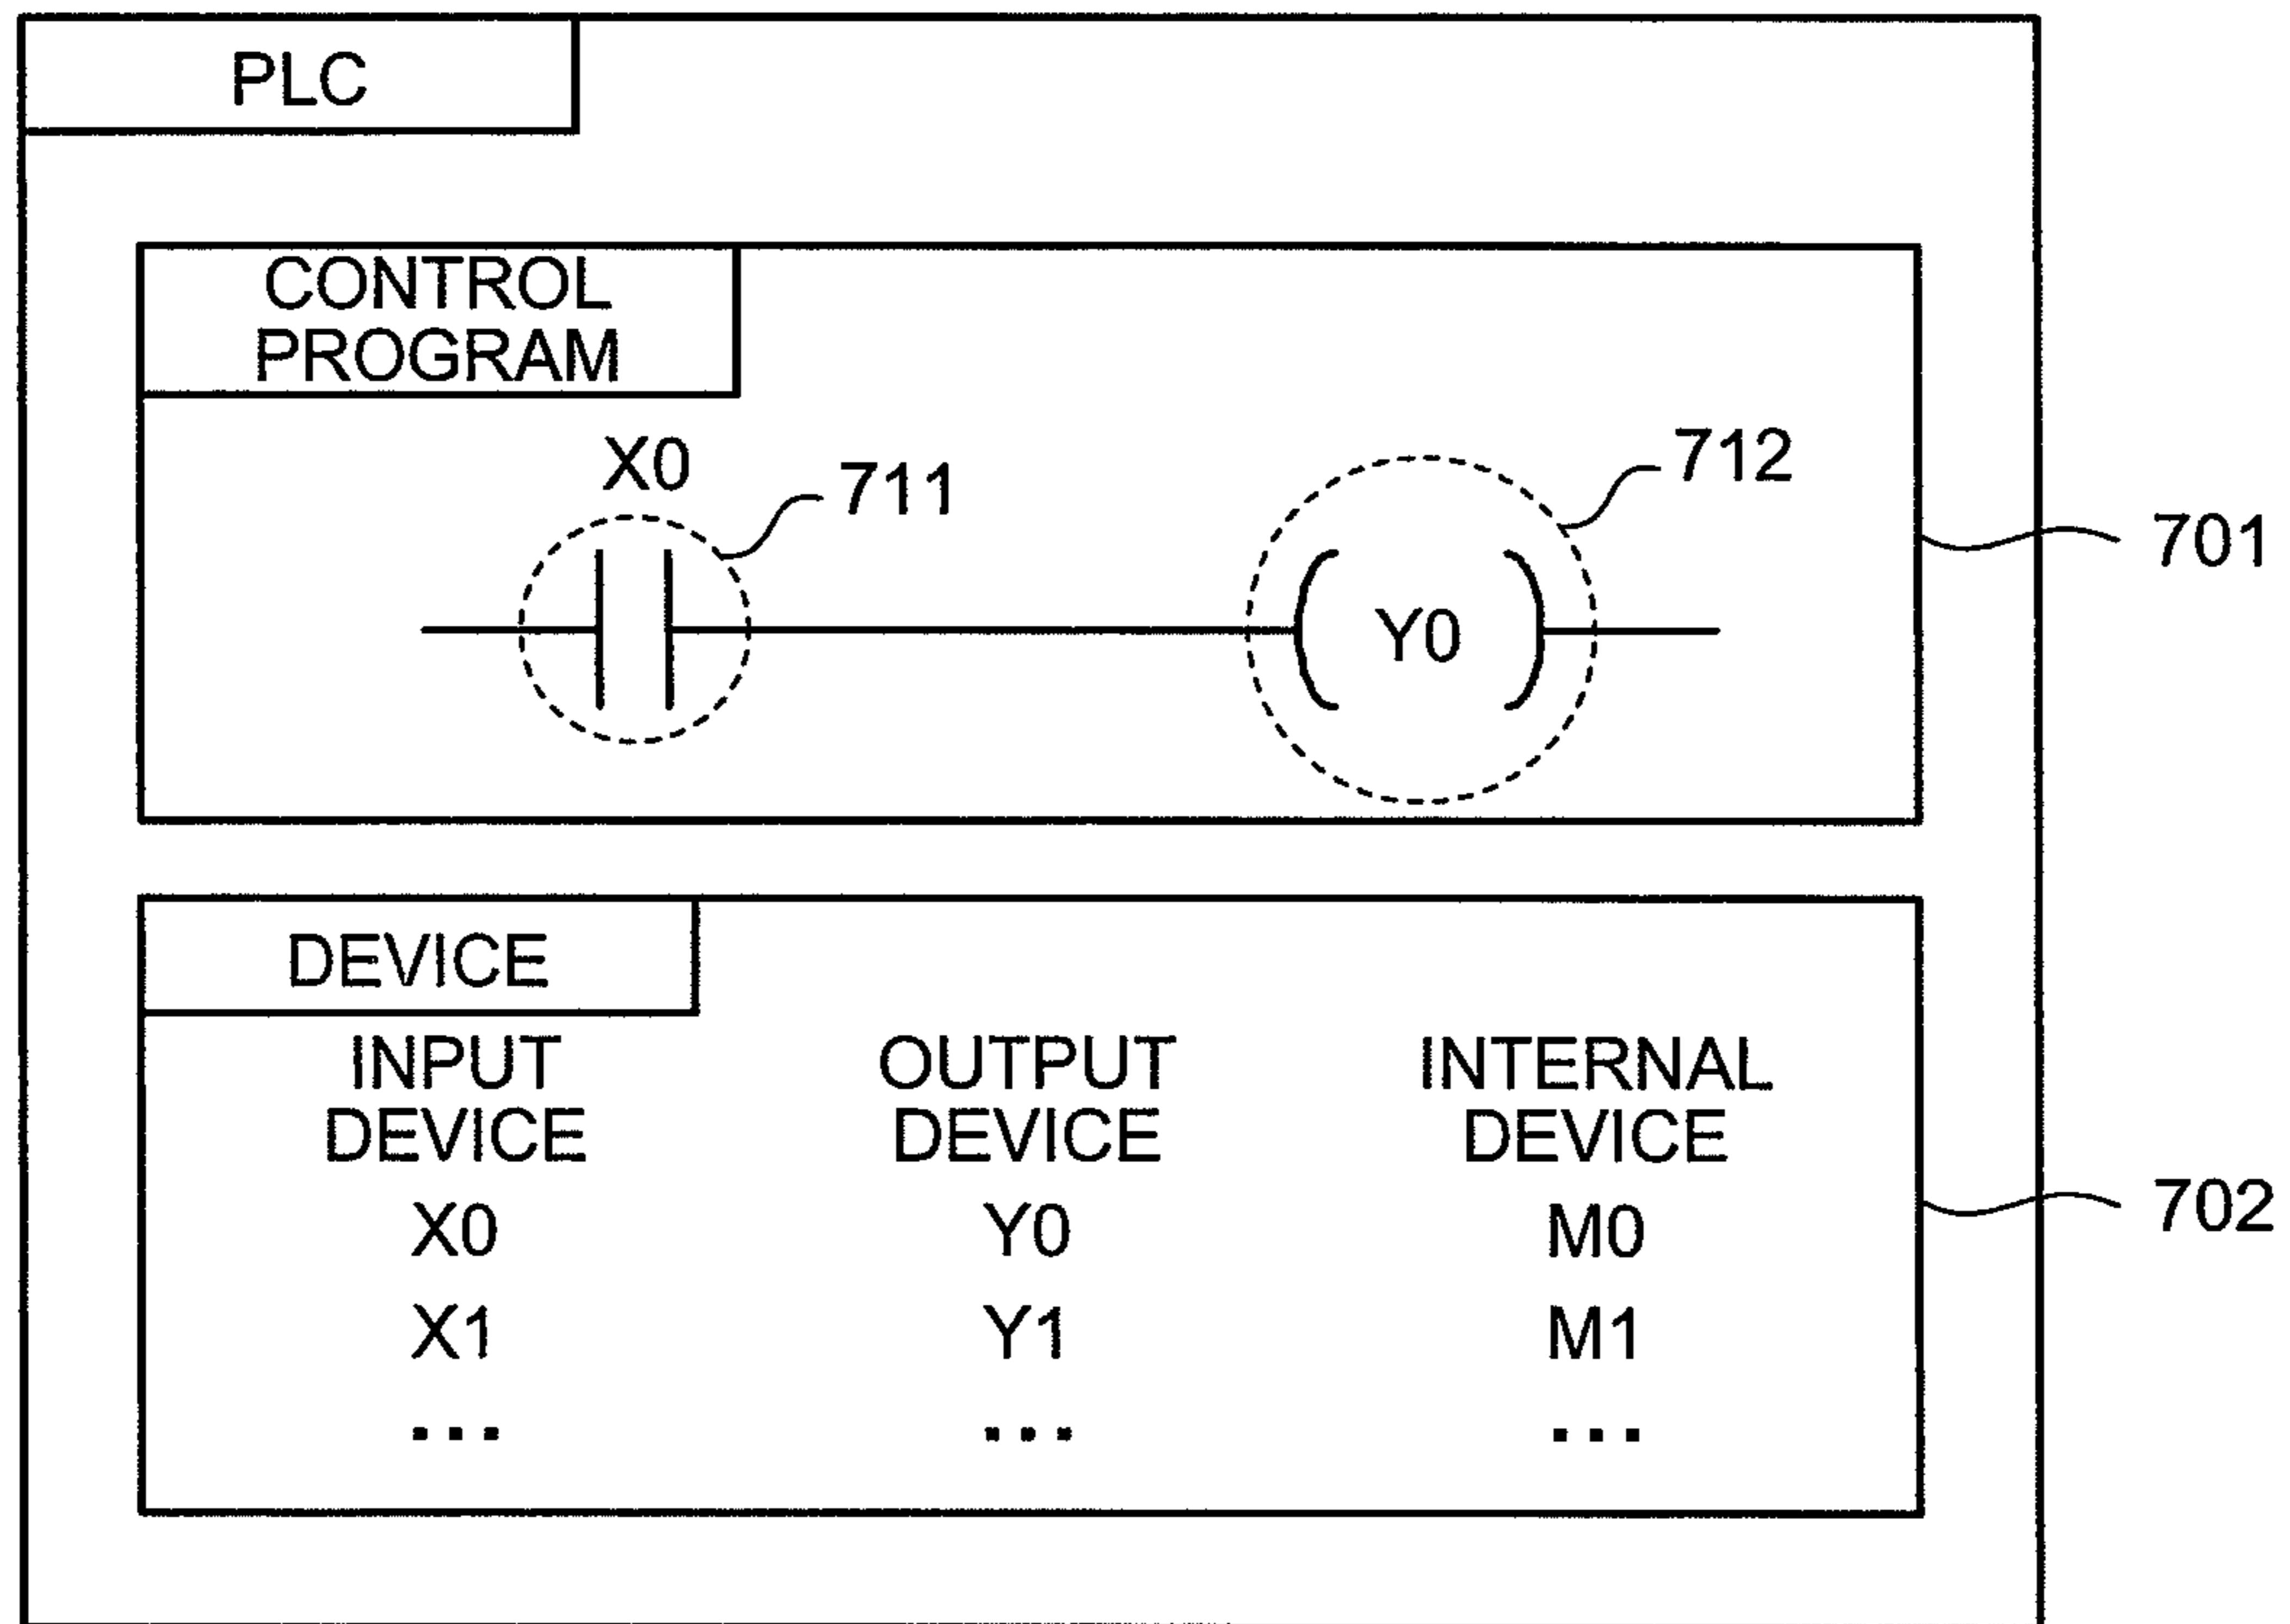 PLC
CONTROL
PROGRAM
X0
711
712
701
Y0
DEVICE
INPUT
DEVICE
OUTPUT
DEVICE
INTERNAL
DEVICE
702
X0
Y0
M0
X1
Y1
M1
... ... ...